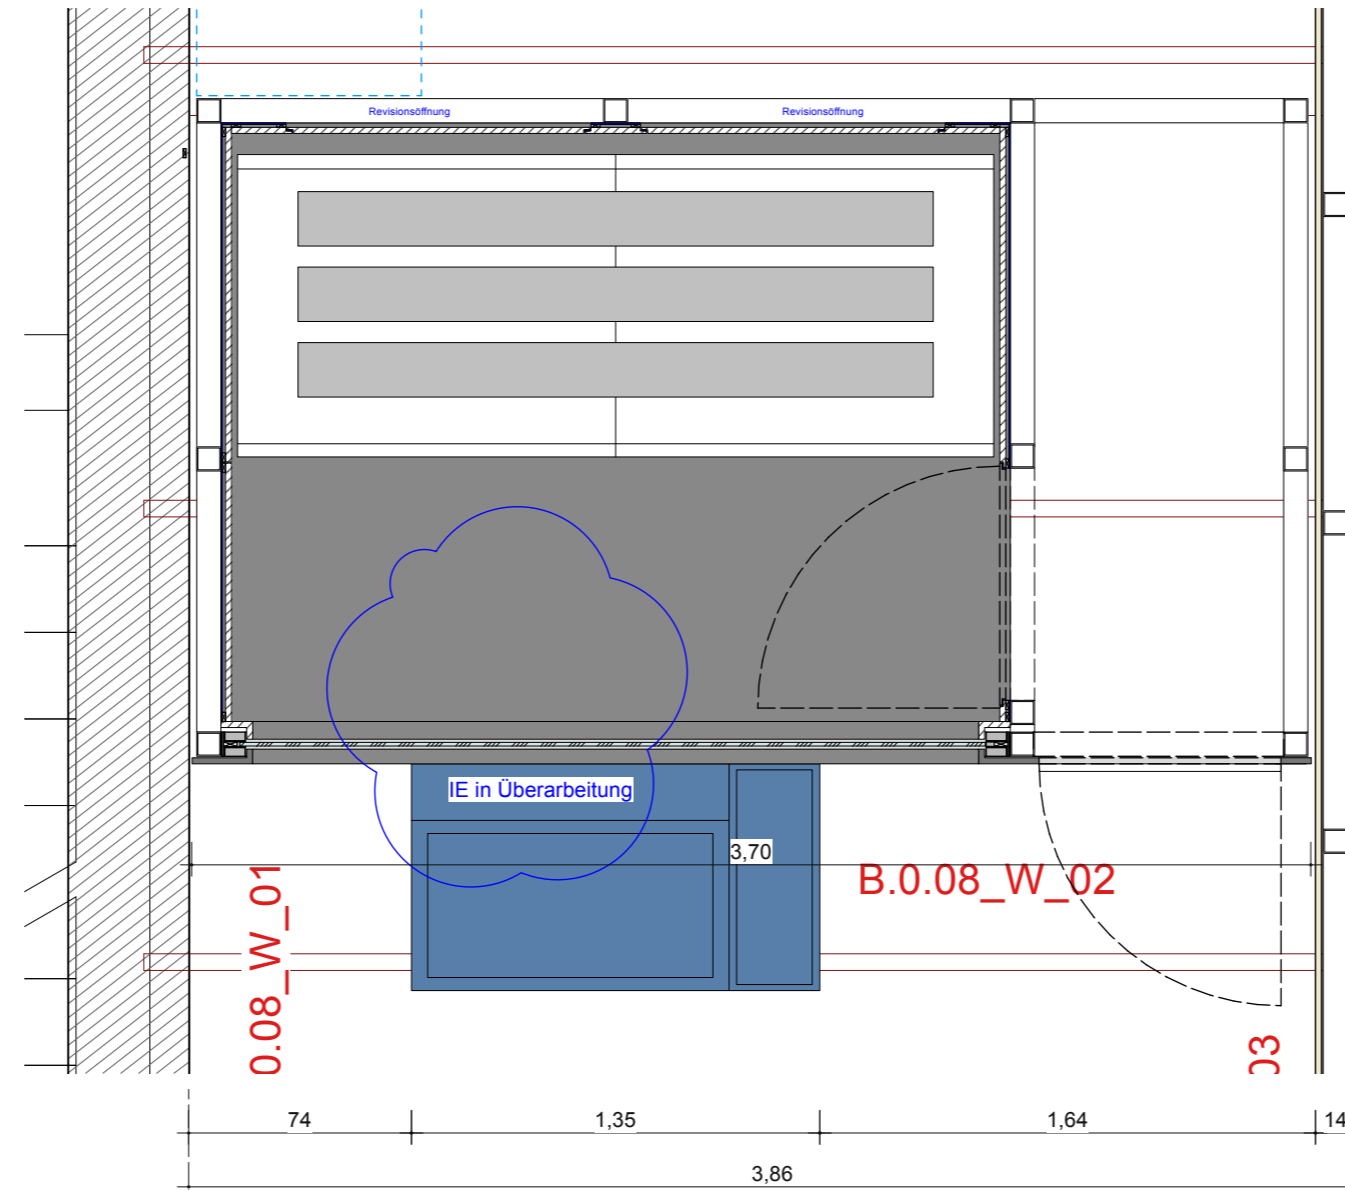 Revisionsöffnung Revisionsöffnung
IE in Überarbeitung
3,70
B.0.08_W_02
0.08_W_01
03
74 1,35 1,64 14
3,86